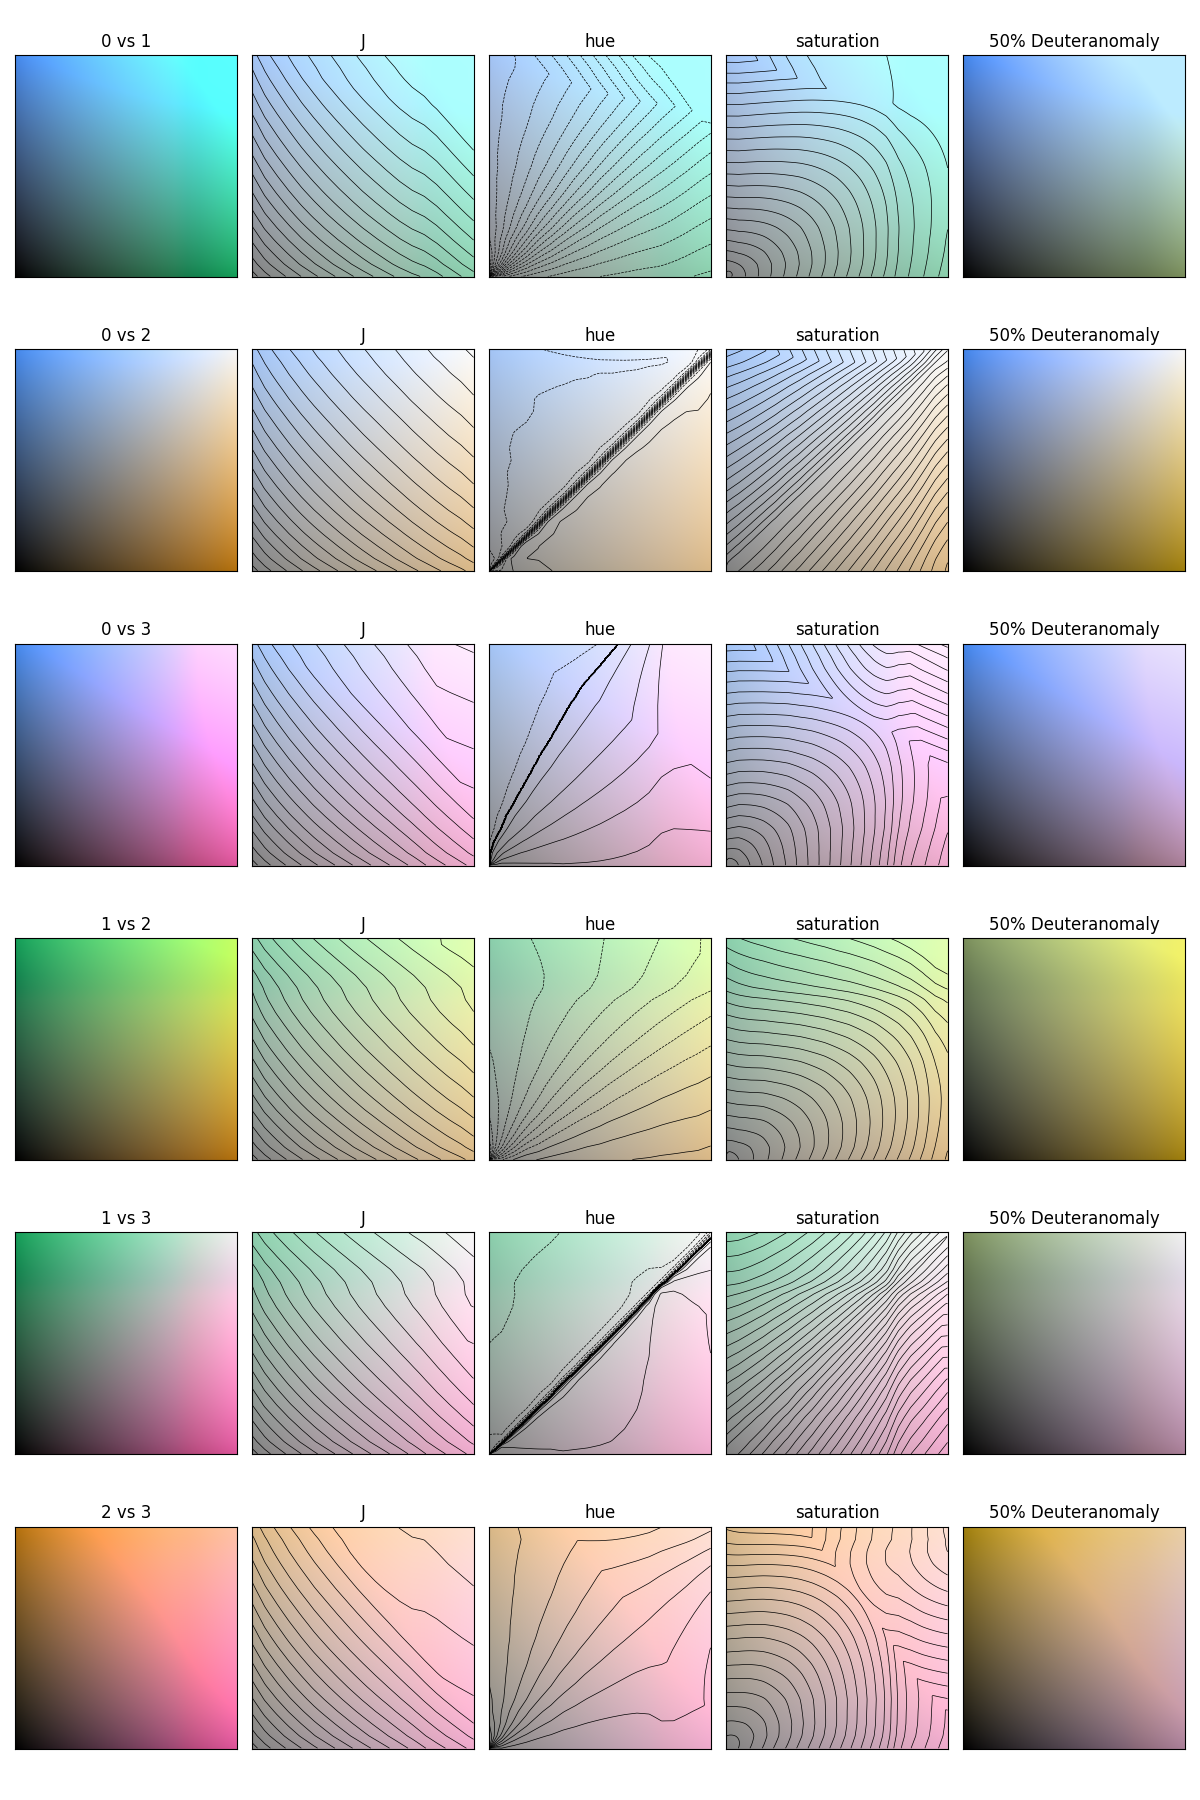 0 vs 1 J hue saturation 50% Deuteranomaly
0 vs 2 J hue saturation 50% Deuteranomaly
0 vs 3 J hue saturation 50% Deuteranomaly
1 vs 2 J hue saturation 50% Deuteranomaly
1 vs 3 J hue saturation 50% Deuteranomaly
2 vs 3 J hue saturation 50% Deuteranomaly